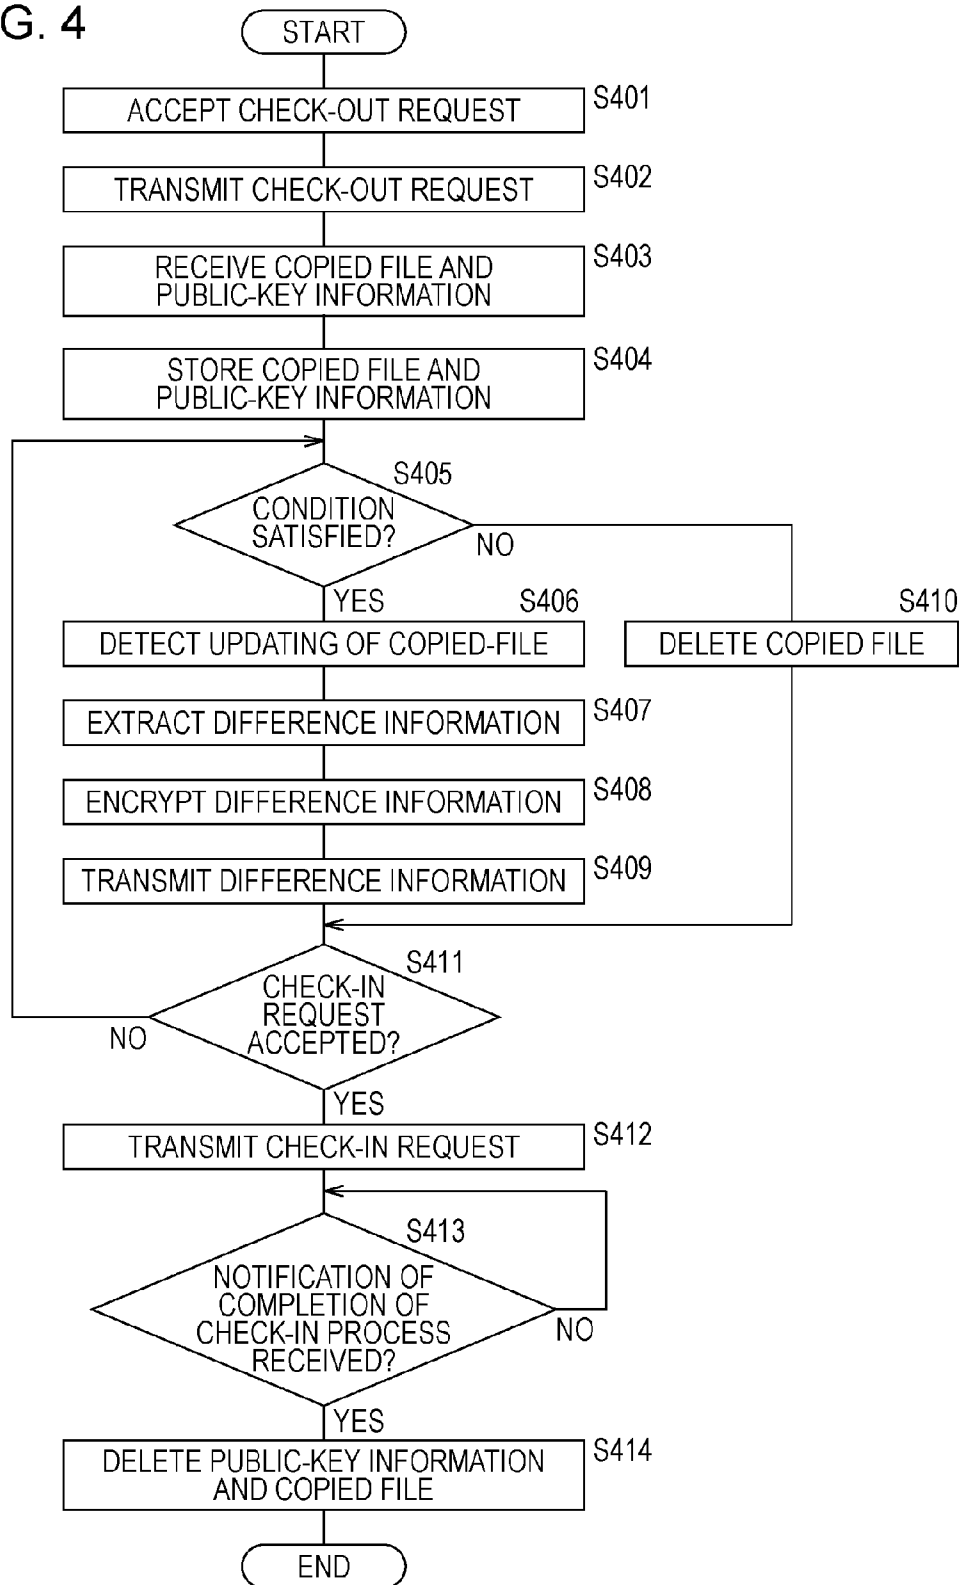 G. 4
START
ACCEPT CHECK-OUT REQUEST
S401
TRANSMIT CHECK-OUT REQUEST
S402
RECEIVE COPIED FILE AND
PUBLIC-KEY INFORMATION
S403
STORE COPIED FILE AND
PUBLIC-KEY INFORMATION
S404
S405
CONDITION
SATISFIED?
NO
YES
S406
S410
DETECT UPDATING OF COPIED-FILE
DELETE COPIED FILE
EXTRACT DIFFERENCE INFORMATION
S407
ENCRYPT DIFFERENCE INFORMATION
S408
TRANSMIT DIFFERENCE INFORMATION
S409
S411
CHECK-IN
REQUEST
ACCEPTED?
NO
YES
TRANSMIT CHECK-IN REQUEST
S412
S413
NOTIFICATION OF
COMPLETION OF
CHECK-IN PROCESS
RECEIVED?
NO
YES
DELETE PUBLIC-KEY INFORMATION
AND COPIED FILE
S414
END